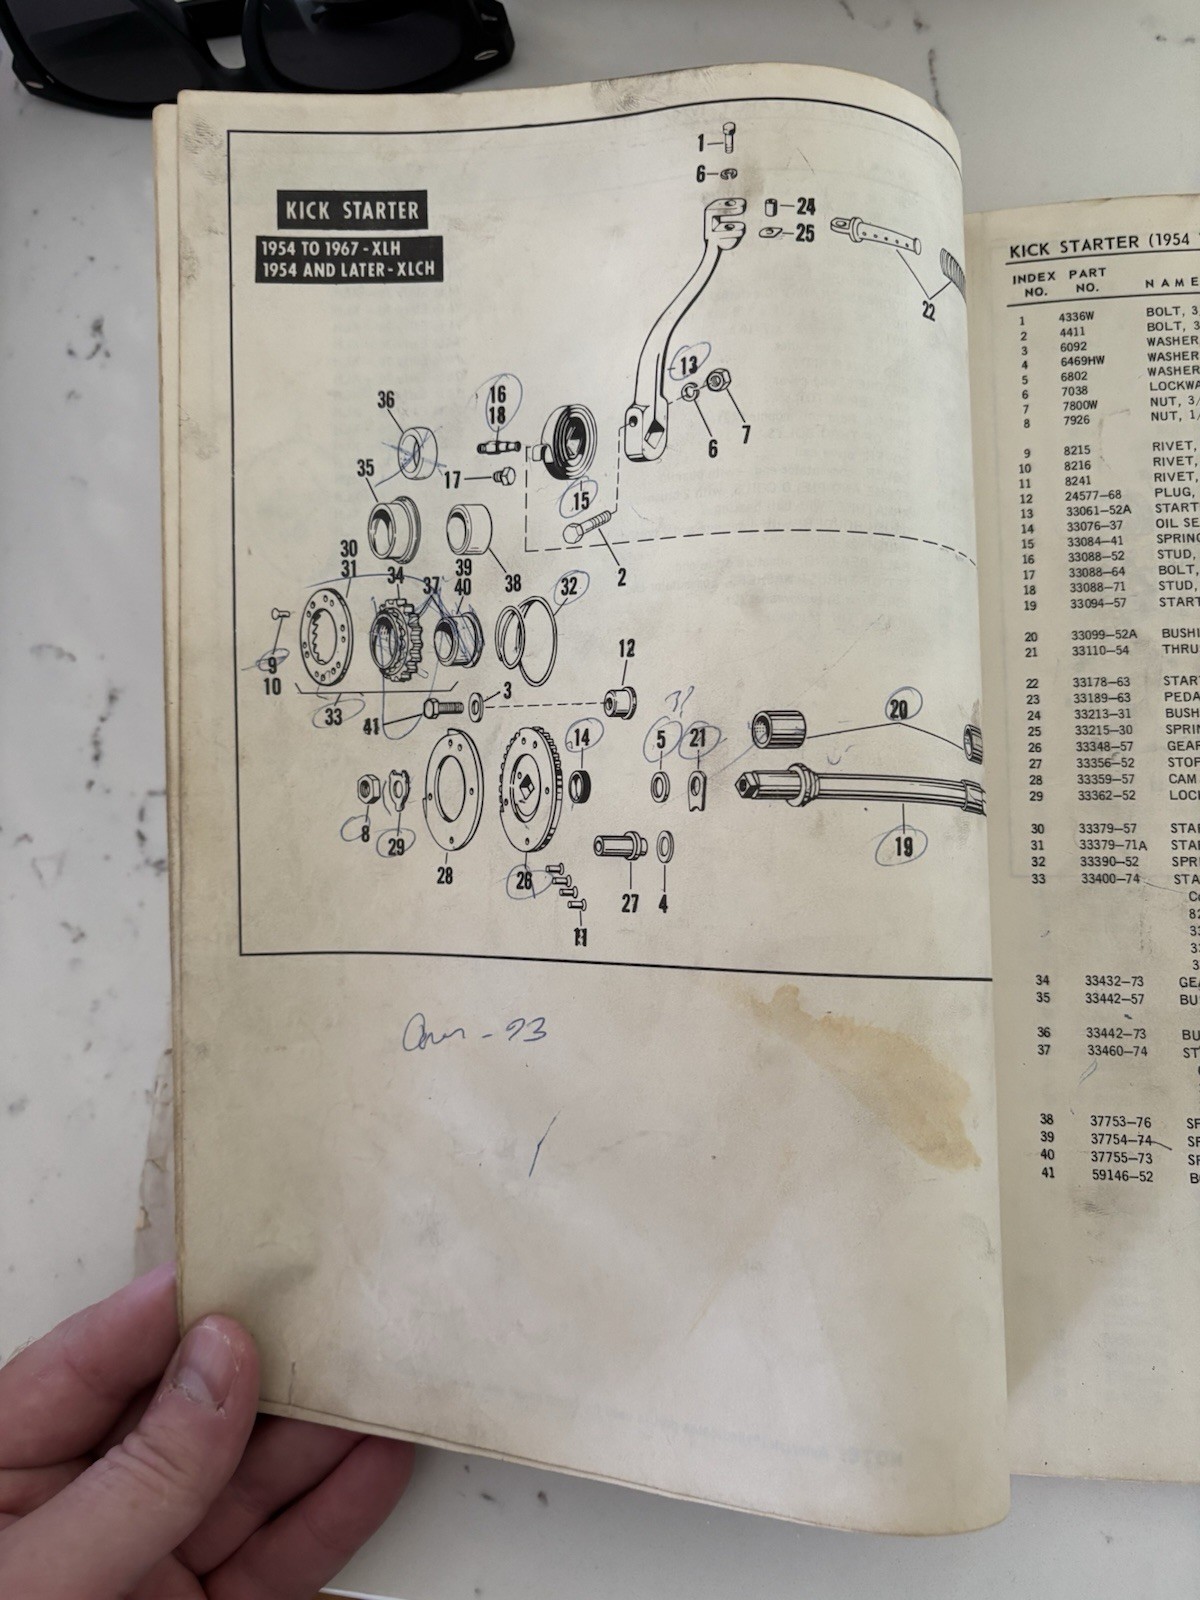 KICK STARTER
1954 TO 1967 - XLH
1954 AND LATER - XLCH
1
6
24
25
22
13
36
16
18
7
6
17
35
15
2
30
31
34
37
39
40
38
32
9
10
12
3
33
41
14
5
21
20
8
29
28
26
27
4
19
11
93
KICK STARTER (1954
INDEX NO. PART NO. NAME
1 4336W BOLT, 3/
2 4411 BOLT, 3
3 6092 WASHER
4 6469HW WASHER
5 6802 WASHER
6 7038 LOCKWA
7 7800W NUT, 3/
8 7926 NUT, 1/
9 8215 RIVET,
10 8216 RIVET,
11 8241 RIVET,
12 24577-68 PLUG,
13 33061-52A START
14 33076-37 OIL SE
15 33084-41 SPRING
16 33088-52 STUD,
17 33088-64 BOLT,
18 33088-71 STUD,
19 33094-57 START
20 33099-52A BUSHI
21 33110-54 THRU
22 33178-63 START
23 33189-63 PEDA
24 33213-31 BUSH
25 33215-30 SPRIN
26 33348-57 GEAR
27 33356-52 STOP
28 33359-57 CAM
29 33362-52 LOCK
30 33379-57 STAR
31 33379-71A STAR
32 33390-52 SPRI
33 33400-74 STA
Co
82
33
33
3
34 33432-73 GEA
35 33442-57 BU
36 33442-73 BU
37 33460-74 ST
38 37753-76 SP
39 37754-74 SP
40 37755-73 SP
41 59146-52 BO